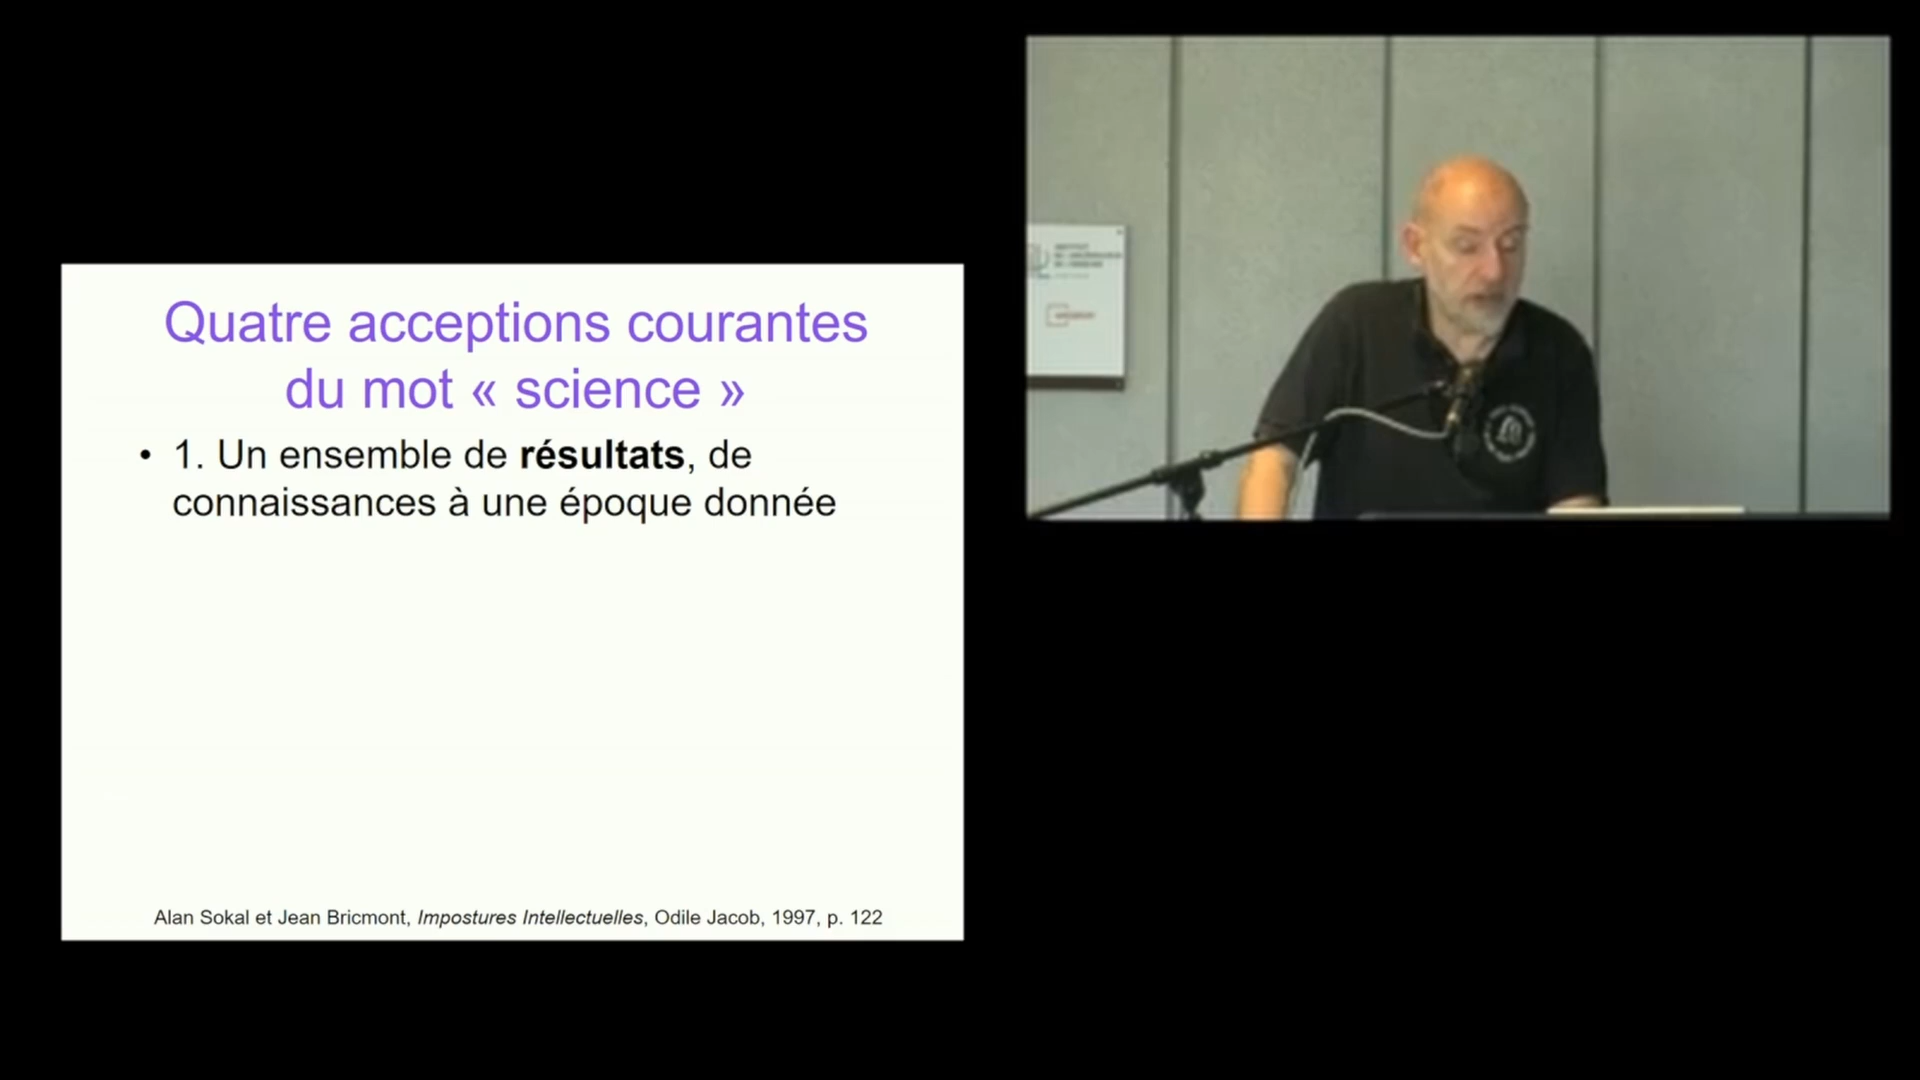 Quatre acceptions courantes
du mot « science »
• 1. Un ensemble de résultats, de
connaissances à une époque donnée
Alan Sokal et Jean Bricmont, Impostures Intellectuelles, Odile Jacob, 1997, p. 122